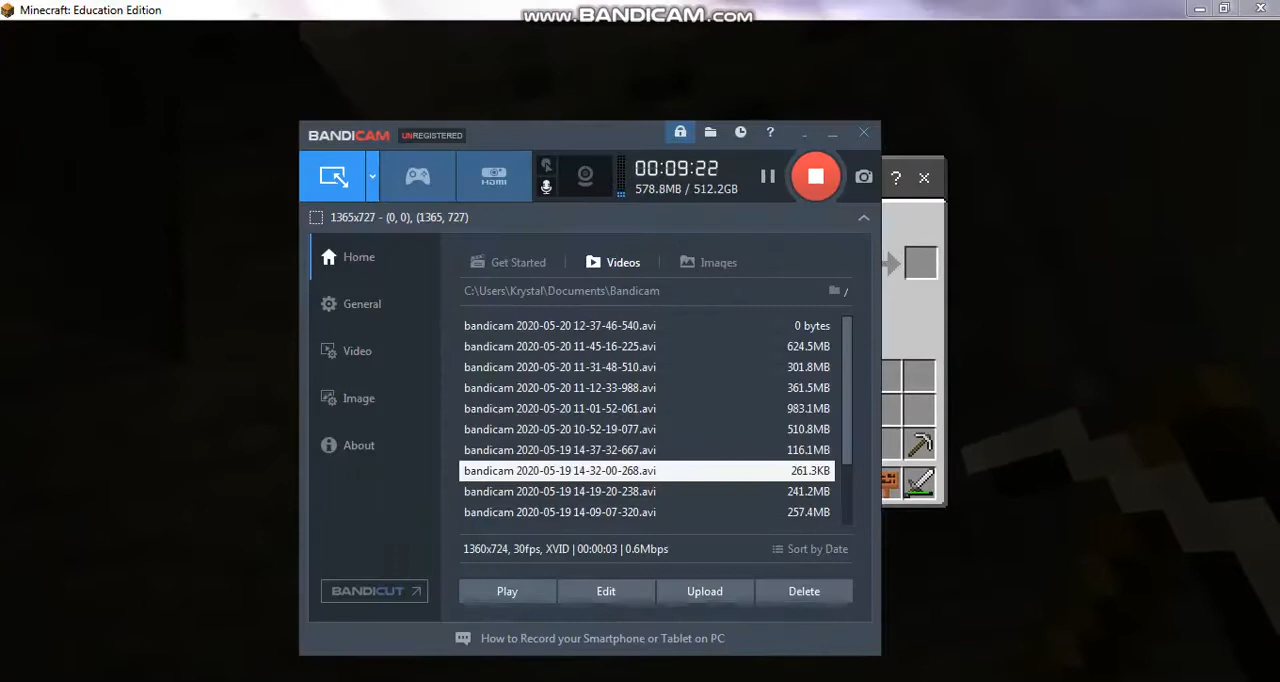 Minecraft: Education Edition
www.BANDICAM.com
BANDICAM UNREGISTERED
?
HDMI
00:09:22
578.8MB / 512.2GB
?
1365x727 - (0, 0), (1365, 727)
Home
General
Video
Image
About
BANDICUT
Get Started
Videos
Images
C:\Users\Krystal\Documents\Bandicam
/
bandicam 2020-05-20 12-37-46-540.avi 0 bytes
bandicam 2020-05-20 11-45-16-225.avi 624.5MB
bandicam 2020-05-20 11-31-48-510.avi 301.8MB
bandicam 2020-05-20 11-12-33-988.avi 361.5MB
bandicam 2020-05-20 11-01-52-061.avi 983.1MB
bandicam 2020-05-20 10-52-19-077.avi 510.8MB
bandicam 2020-05-19 14-37-32-667.avi 116.1MB
bandicam 2020-05-19 14-32-00-268.avi 261.3KB
bandicam 2020-05-19 14-19-20-238.avi 241.2MB
bandicam 2020-05-19 14-09-07-320.avi 257.4MB
1360x724, 30fps, XVID | 00:00:03 | 0.6Mbps
Sort by Date
Play
Edit
Upload
Delete
How to Record your Smartphone or Tablet on PC